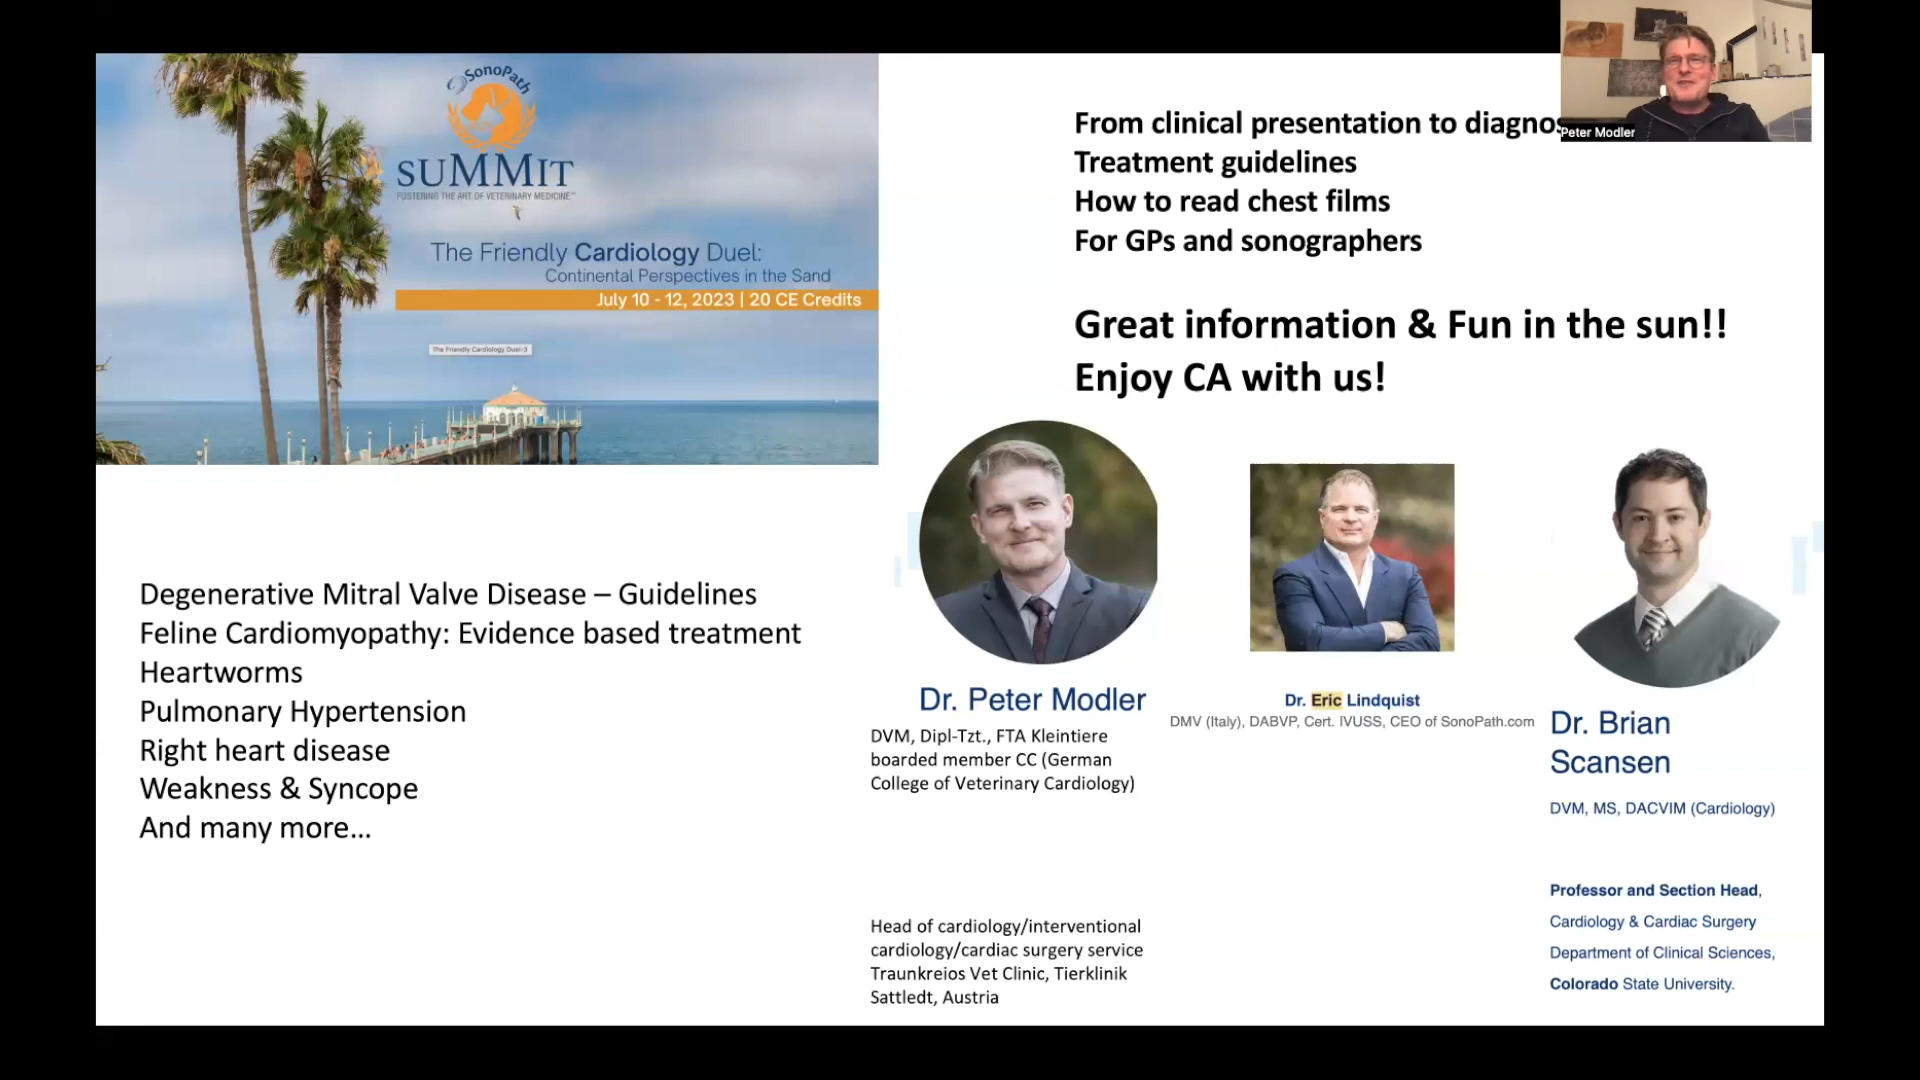 SonoPath
SUMMIT
FOSTERING THE ART OF VETERINARY MEDICINE
The Friendly Cardiology Duel:
Continental Perspectives in the Sand
July 10 - 12, 2023 | 20 CE Credits
The Friendly Cardiology Duel-3
From clinical presentation to diagnos
Treatment guidelines
How to read chest films
For GPs and sonographers
Great information & Fun in the sun!!
Enjoy CA with us!
Peter Modler
Degenerative Mitral Valve Disease – Guidelines
Feline Cardiomyopathy: Evidence based treatment
Heartworms
Pulmonary Hypertension
Right heart disease
Weakness & Syncope
And many more...
Dr. Peter Modler
DVM, Dipl-Tzt., FTA Kleintiere
boarded member CC (German
College of Veterinary Cardiology)
Head of cardiology/interventional
cardiology/cardiac surgery service
Traunkreios Vet Clinic, Tierklinik
Sattledt, Austria
Dr. Eric Lindquist
DMV (Italy), DABVP, Cert. IVUSS, CEO of SonoPath.com
Dr. Brian
Scansen
DVM, MS, DACVIM (Cardiology)
Professor and Section Head,
Cardiology & Cardiac Surgery
Department of Clinical Sciences,
Colorado State University.